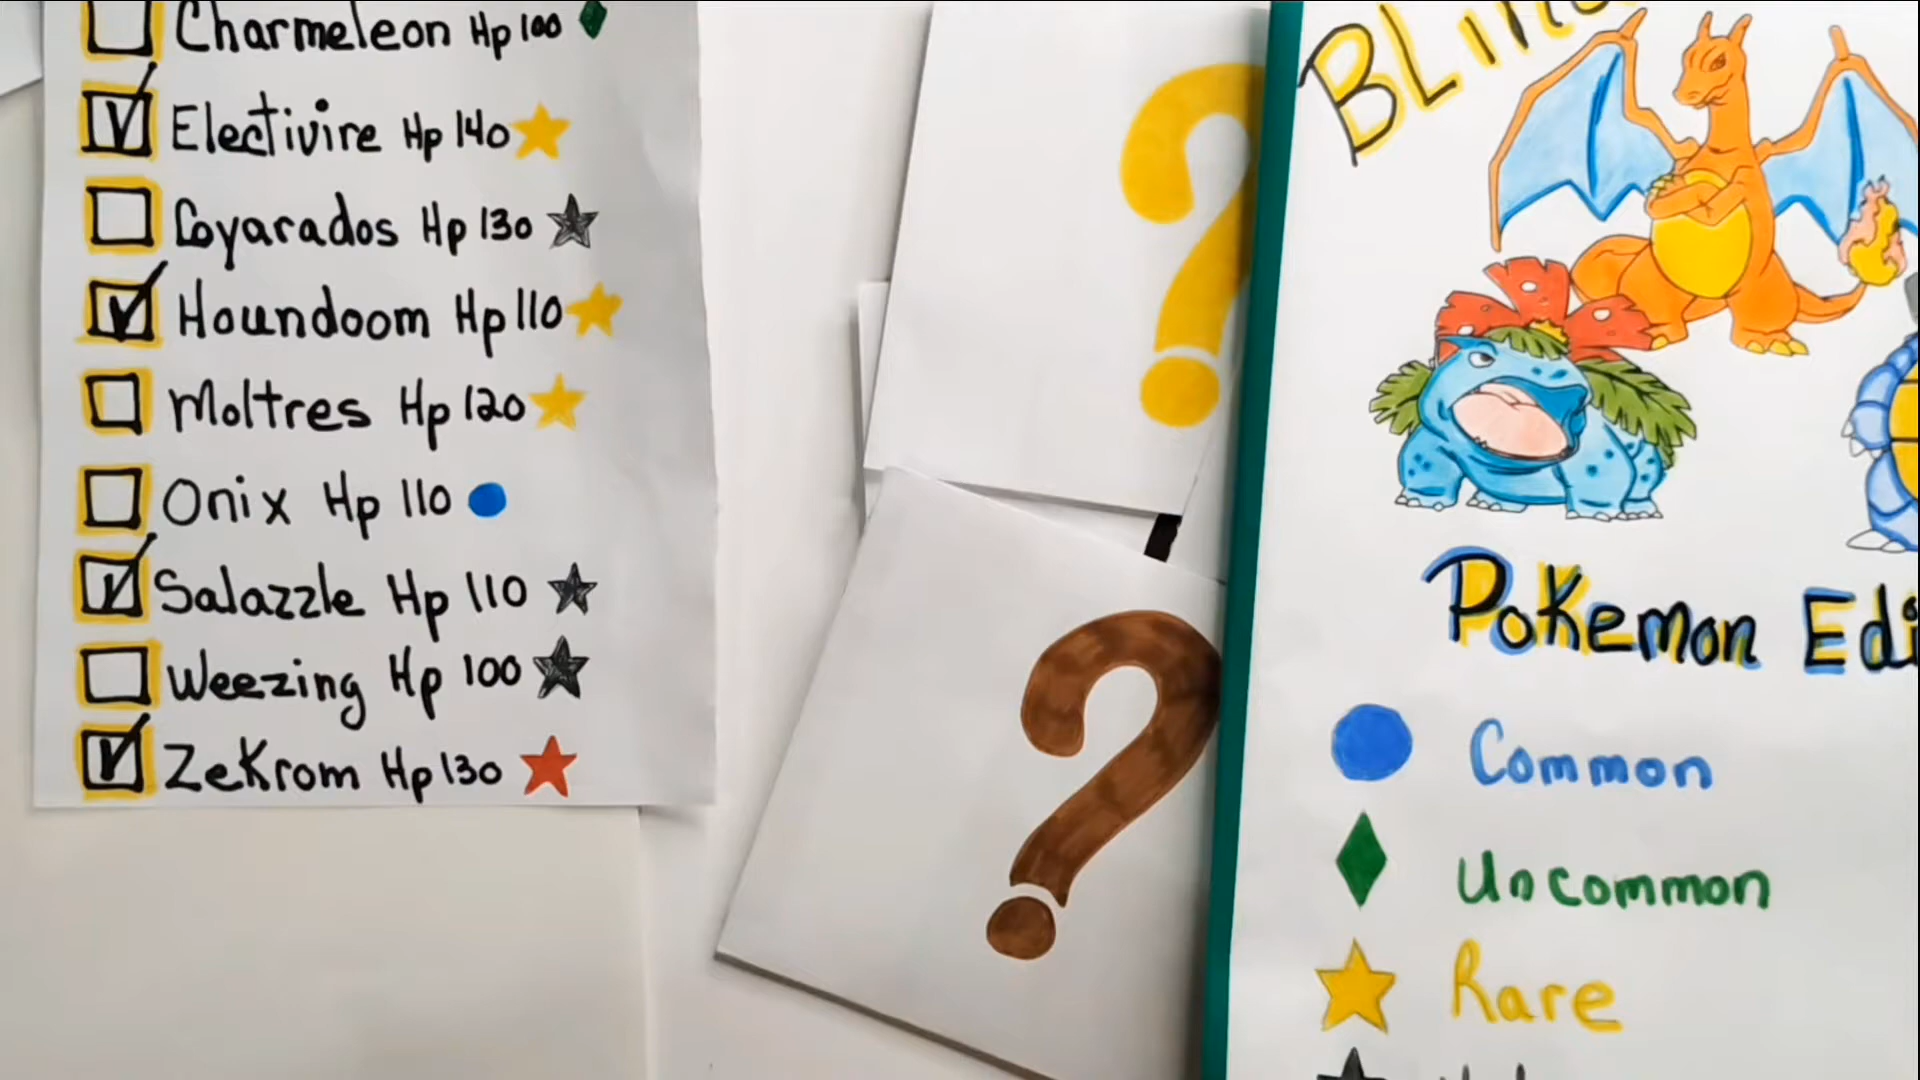 Charmeleon Hp 100
Electivire Hp 140
Gyarados Hp 130
Houndoom Hp 110
Moltres Hp 120
Onix Hp 110
Salazzle Hp 110
Weezing Hp 100
Zekrom Hp 130
?
?
Pokemon Edi
Common
Uncommon
Rare